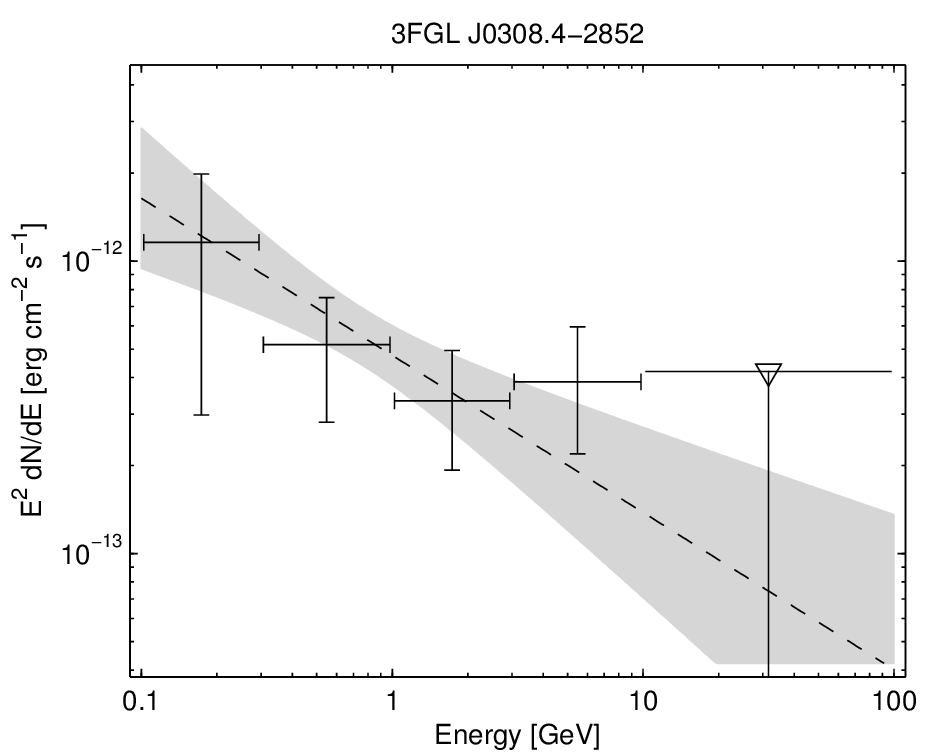 3FGL J0308.4−2852
E² dN/dE [erg cm⁻² s⁻¹]
10⁻¹²
10⁻¹³
0.1 1 10 100
Energy [GeV]